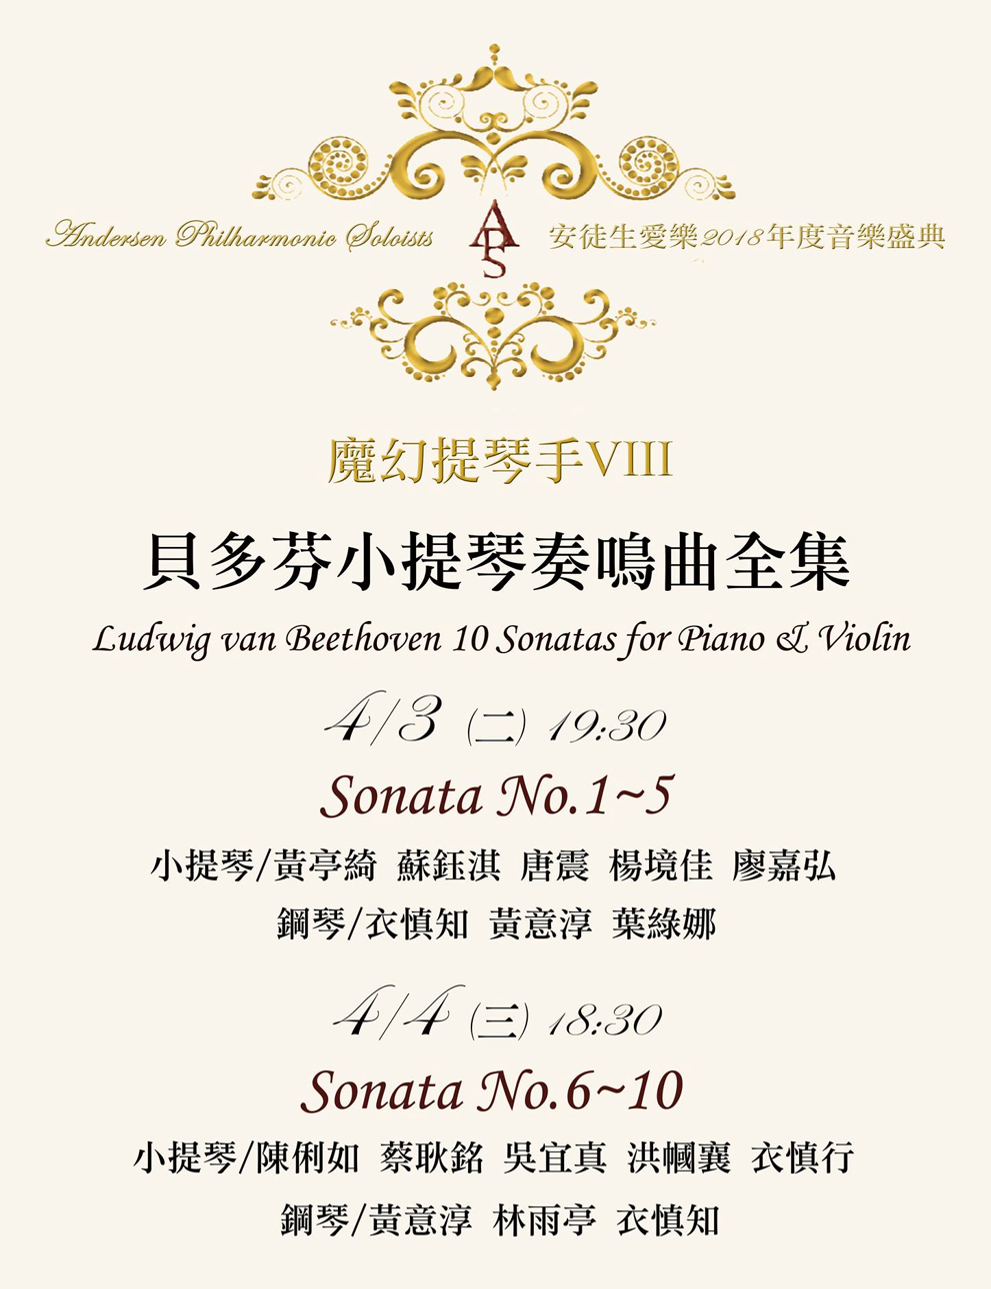 Andersen Philharmonic Soloists APS 安徒生愛樂2018年度音樂盛典
魔幻提琴手VIII
貝多芬小提琴奏鳴曲全集
Ludwig van Beethoven 10 Sonatas for Piano & Violin
4/3 (二) 19:30
Sonata No.1~5
小提琴/黃亭綺 蘇鈺淇 唐震 楊境佳 廖嘉弘
鋼琴/衣慎知 黃意淳 葉綠娜
4/4 (三) 18:30
Sonata No.6~10
小提琴/陳俐如 蔡耿銘 吳宜真 洪幗襄 衣慎行
鋼琴/黃意淳 林雨亭 衣慎知